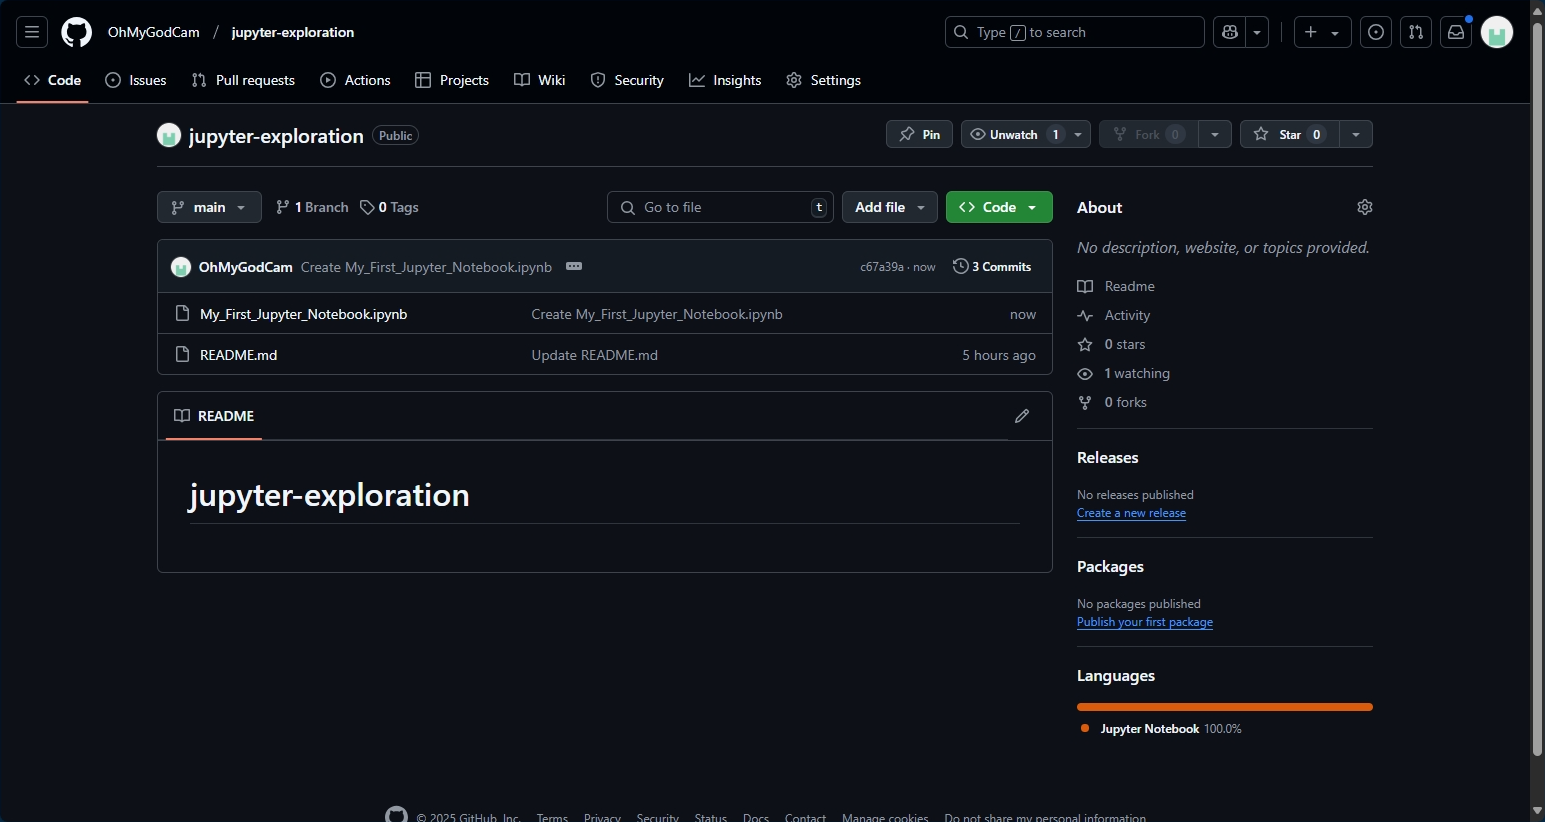 OhMyGodCam / jupyter-exploration Type / to search
Code Issues Pull requests Actions Projects Wiki Security Insights Settings
jupyter-exploration Public Pin Unwatch 1 Fork 0 Star 0
main 1 Branch 0 Tags Go to file t Add file Code
OhMyGodCam Create My_First_Jupyter_Notebook.ipynb c67a39a · now 3 Commits
My_First_Jupyter_Notebook.ipynb Create My_First_Jupyter_Notebook.ipynb now
README.md Update README.md 5 hours ago
README
jupyter-exploration
About
No description, website, or topics provided.
Readme
Activity
0 stars
1 watching
0 forks
Releases
No releases published
Create a new release
Packages
No packages published
Publish your first package
Languages
Jupyter Notebook 100.0%
© 2025 GitHub, Inc. Terms Privacy Security Status Docs Contact Manage cookies Do not share my personal information